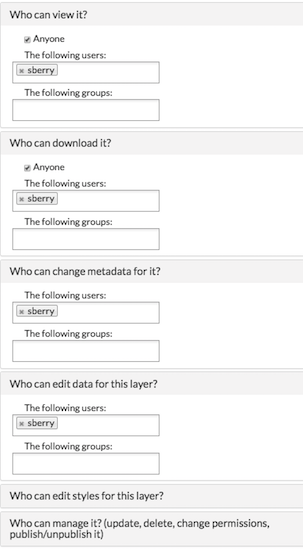 Who can view it?
Anyone
The following users:
× sberry
The following groups:
Who can download it?
Anyone
The following users:
× sberry
The following groups:
Who can change metadata for it?
The following users:
× sberry
The following groups:
Who can edit data for this layer?
The following users:
× sberry
The following groups:
Who can edit styles for this layer?
Who can manage it? (update, delete, change permissions,
publish/unpublish it)